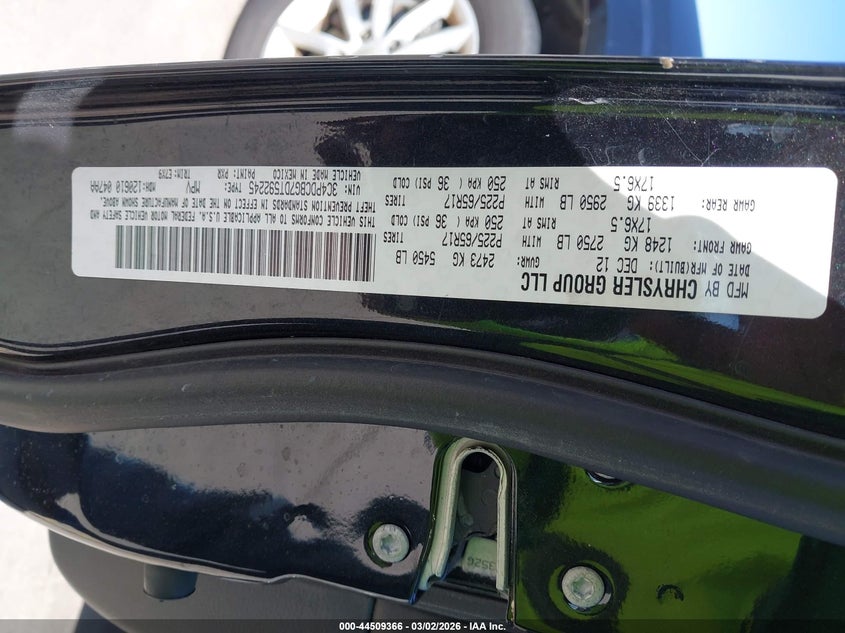 MFD BY CHRYSLER GROUP LLC
DATE OF MFR(BUILT): DEC 12 GVWR: 2473 KG 5450 LB
GAWR FRONT: 1248 KG 2750 LB WITH P225/65R17 TIRES
17X6.5 RIMS AT 250 KPA ( 36 PSI) COLD
GAWR REAR: 1339 KG 2950 LB WITH P225/65R17 TIRES
17X6.5 RIMS AT 250 KPA ( 36 PSI) COLD
THIS VEHICLE CONFORMS TO ALL APPLICABLE U.S.A. FEDERAL MOTOR VEHICLE SAFETY AND
THEFT PREVENTION STANDARDS IN EFFECT ON THE DATE OF MANUFACTURE SHOWN ABOVE.
VIN: 3C4PDCBG7DT592245 TYPE: MPV MDH: 120610 047AA
VEHICLE MADE IN MEXICO PAINT: PXR TRIM: E7X9
3526
000-44509366 - 03/02/2026 - IAA Inc.